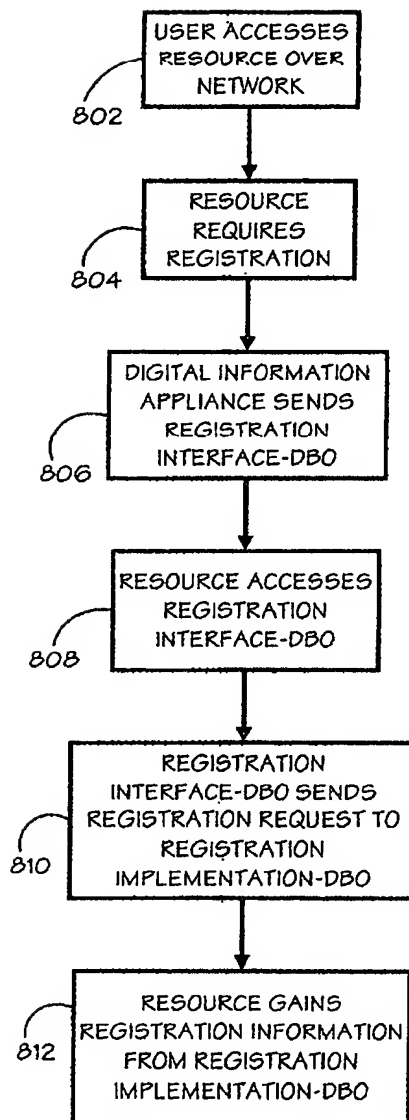 USER ACCESSES
RESOURCE OVER
NETWORK
802
RESOURCE
REQUIRES
REGISTRATION
804
DIGITAL INFORMATION
APPLIANCE SENDS
REGISTRATION
INTERFACE-DBO
806
RESOURCE ACCESSES
REGISTRATION
INTERFACE-DBO
808
REGISTRATION
INTERFACE-DBO SENDS
REGISTRATION REQUEST TO
REGISTRATION
IMPLEMENTATION-DBO
810
RESOURCE GAINS
REGISTRATION INFORMATION
FROM REGISTRATION
IMPLEMENTATION-DBO
812